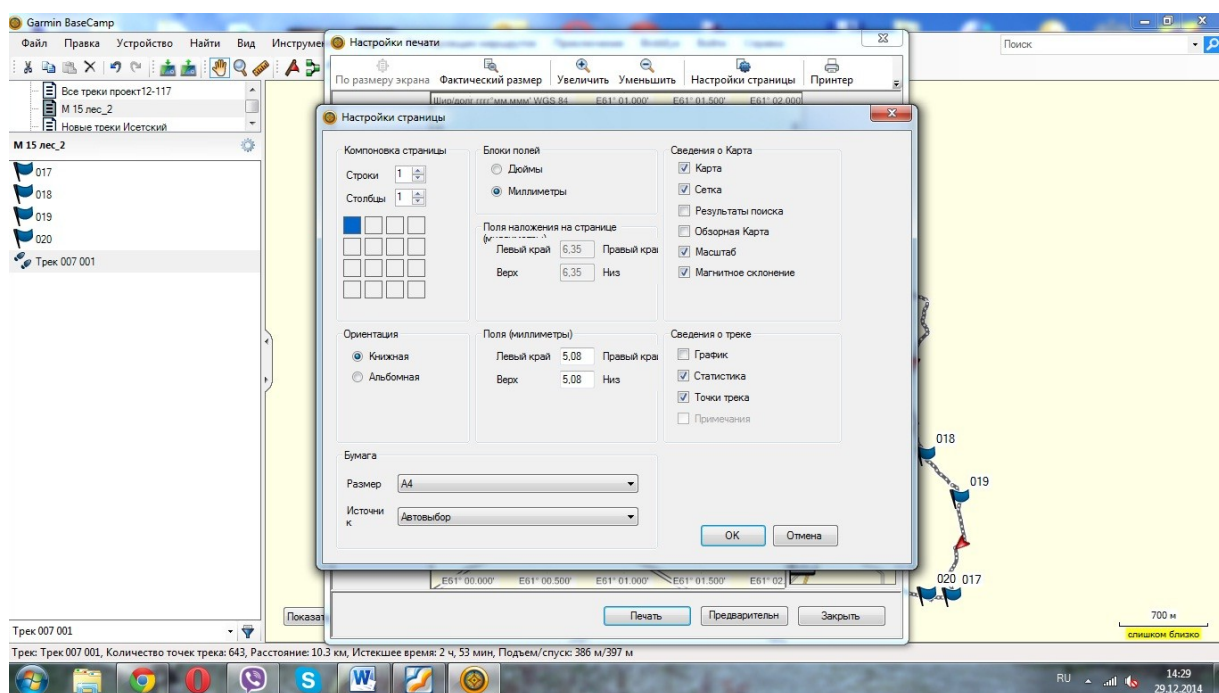 Garmin BaseCamp
Файл Правка Устройство Найти Вид Инструме
Поиск
Все треки проект12-117
М 15 лес_2
Новые треки Исетский
М 15 лес_2
017
018
019
020
Трек 007 001
Настройки печати
По размеру экрана Фактический размер Увеличить Уменьшить Настройки страницы Принтер
E61° 01.000' E61° 01.500' E61° 02.000
Настройки страницы
Компоновка страницы
Строки 1
Столбцы 1
Блоки полей
Дюймы
Миллиметры
Поля наложения на странице
Левый край 6,35 Правый кра
Верх 6,35 Низ
Сведения о Карта
Карта
Сетка
Результаты поиска
Обзорная Карта
Масштаб
Магнитное склонение
Ориентация
Книжная
Альбомная
Поля (миллиметры)
Левый край 5,08 Правый кра
Верх 5,08 Низ
Сведения о треке
График
Статистика
Точки трека
Примечания
Бумага
Размер A4
Источни
к
Автовыбор
OK Отмена
E61° 00.000' E61° 00.500' E61° 01.000' E61° 01.500' E61° 02
Печать Предварительн Закрыть
Показат
018
019
020 017
700 м
слишком близко
Трек 007 001
Трек: Трек 007 001, Количество точек трека: 643, Расстояние: 10.3 км, Истекшее время: 2 ч, 53 мин, Подъем/спуск: 386 м/397 м
RU
14:29
29.12.2014